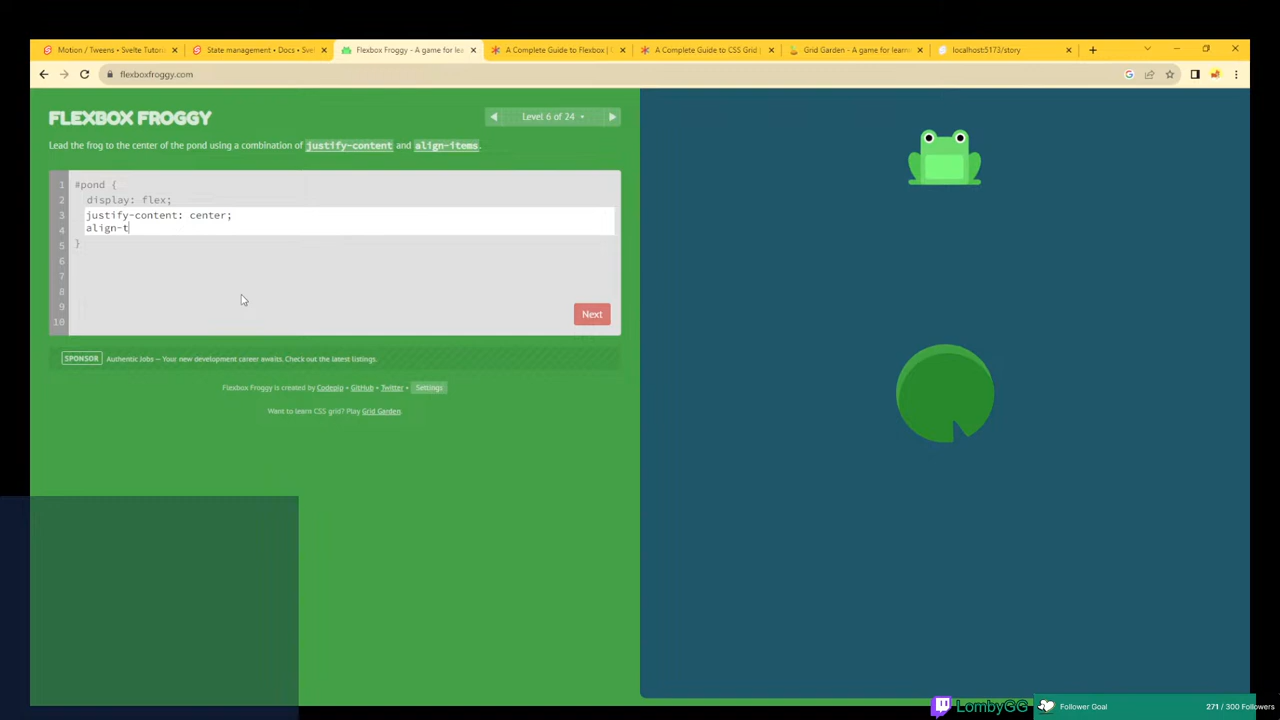 Motion / Tweens • Svelte Tutori
State management • Docs • Sv
Flexbox Froggy - A game for lea
A Complete Guide to Flexbox |
A Complete Guide to CSS Grid
Grid Garden - A game for learn
localhost:5173/story
flexboxfroggy.com
FLEXBOX FROGGY
Level 6 of 24
Lead the frog to the center of the pond using a combination of justify-content and align-items.
1 #pond {
2 display: flex;
3 justify-content: center;
4 align-t
5 }
6
7
8
9
10
Next
SPONSOR Authentic Jobs — Your new development career awaits. Check out the latest listings.
Flexbox Froggy is created by Codepip • GitHub • Twitter • Settings
Want to learn CSS grid? Play Grid Garden.
LombyGG
Follower Goal
271 / 300 Followers